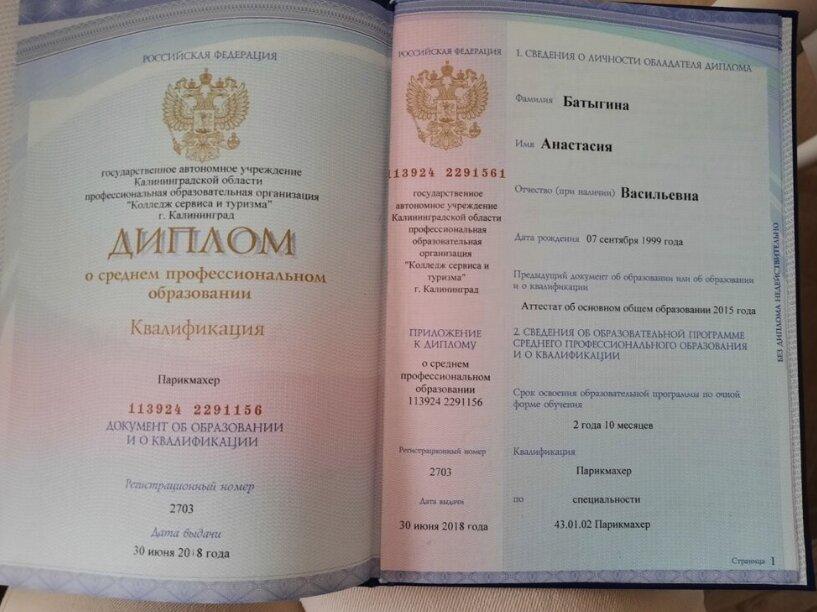 РОССИЙСКАЯ ФЕДЕРАЦИЯ
государственное автономное учреждение
Калининградской области
профессиональная образовательная организация
"Колледж сервиса и туризма"
г. Калининград
ДИПЛОМ
о среднем профессиональном
образовании
Квалификация
Парикмахер
113924 2291156
ДОКУМЕНТ ОБ ОБРАЗОВАНИИ
И О КВАЛИФИКАЦИИ
Регистрационный номер
2703
Дата выдачи
30 июня 2018 года
РОССИЙСКАЯ ФЕДЕРАЦИЯ
113924 2291561
государственное
автономное учреждение
Калининградской области
профессиональная
образовательная
организация
"Колледж сервиса и
туризма"
г. Калининград
ПРИЛОЖЕНИЕ
К ДИПЛОМУ
о среднем
профессиональном
образовании
113924 2291156
Регистрационный номер
2703
Дата выдачи
30 июня 2018 года
1. СВЕДЕНИЯ О ЛИЧНОСТИ ОБЛАДАТЕЛЯ ДИПЛОМА
Фамилия Батыгина
Имя Анастасия
Отчество (при наличии) Васильевна
Дата рождения 07 сентября 1999 года
Предыдущий документ об образовании или об образовании
и о квалификации
Аттестат об основном общем образовании 2015 года
2. СВЕДЕНИЯ ОБ ОБРАЗОВАТЕЛЬНОЙ ПРОГРАММЕ
СРЕДНЕГО ПРОФЕССИОНАЛЬНОГО ОБРАЗОВАНИЯ
И О КВАЛИФИКАЦИИ
Срок освоения образовательной программы по очной
форме обучения
2 года 10 месяцев
Квалификация
Парикмахер
по специальности
43.01.02 Парикмахер
Страница 1
БЕЗ ДИПЛОМА НЕДЕЙСТВИТЕЛЬНО